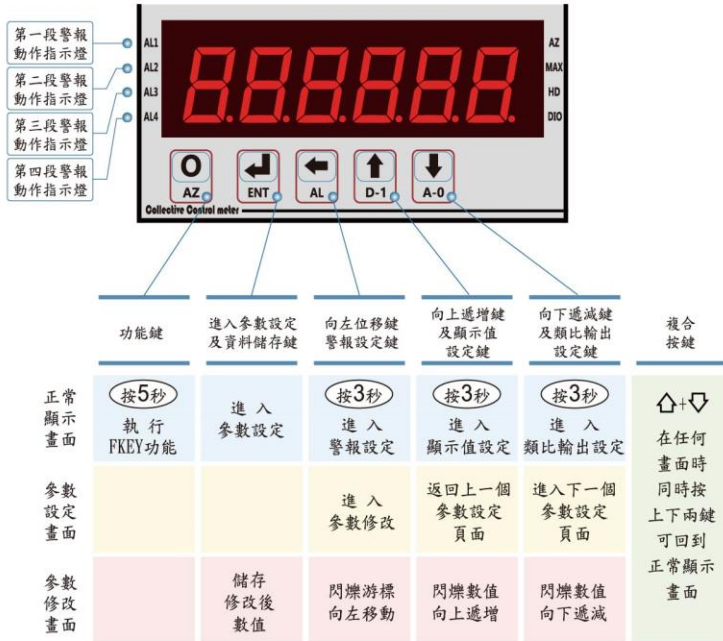 第一段警報
動作指示燈
第二段警報
動作指示燈
第三段警報
動作指示燈
第四段警報
動作指示燈
AL1
AL2
AL3
AL4
8.8.8.8.8.8
AZ
MAX
HD
DIO
O
AZ
ENT
AL
D-1
A-0
Collective Control meter
功能鍵
進入參數設定
及資料儲存鍵
向左位移鍵
警報設定鍵
向上遞增鍵
及顯示值
設定鍵
向下遞減鍵
及類比輸出
設定鍵
複合
按鍵
正常
顯示
畫面
按5秒
執行
FKEY功能
進入
參數設定
按3秒
進入
警報設定
按3秒
進入
顯示值設定
按3秒
進入
類比輸出設定
參數
設定
畫面
進入
參數修改
返回上一個
參數設定
頁面
進入下一個
參數設定
頁面
參數
修改
畫面
儲存
修改後
數值
閃爍游標
向左移動
閃爍數值
向上遞增
閃爍數值
向下遞減
+
在任何
畫面時
同時按
上下兩鍵
可回到
正常顯示
畫面